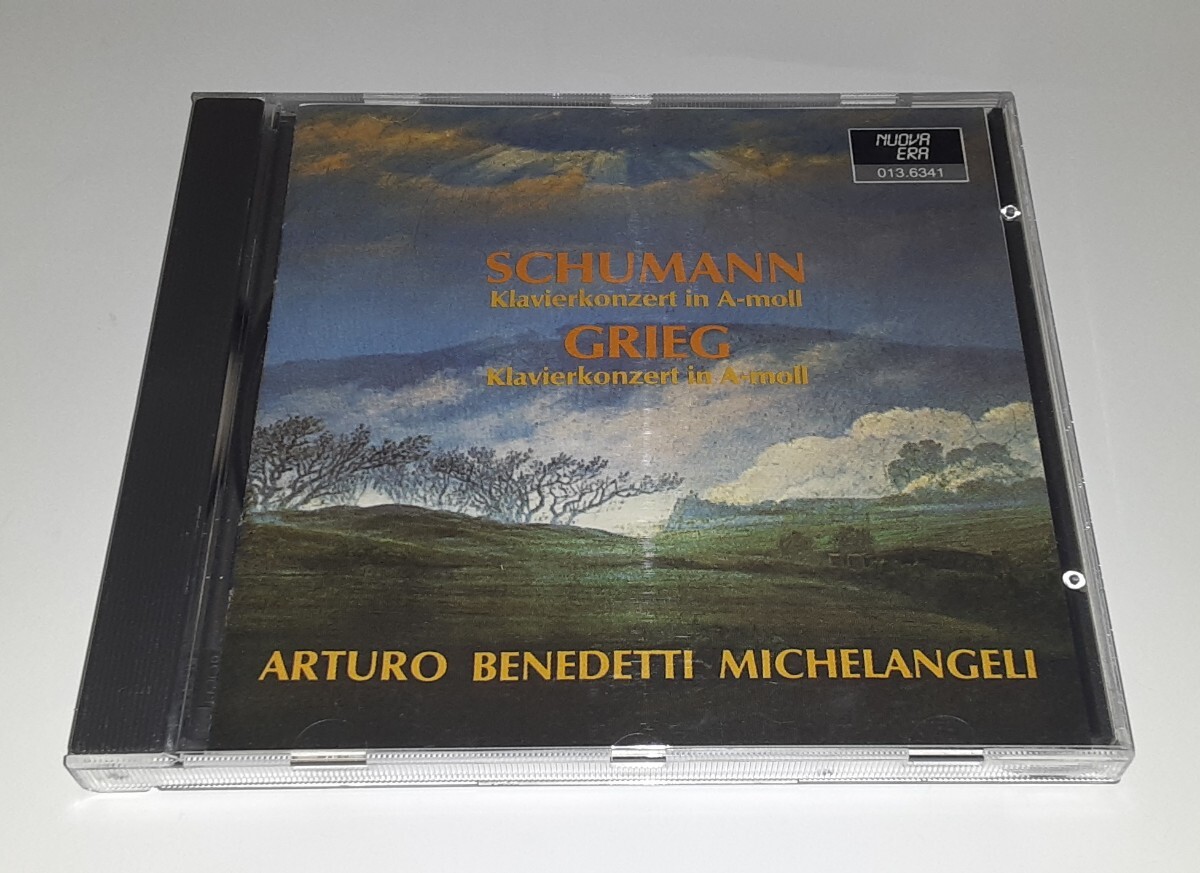 NUOVA
ERA
013.6341
SCHUMANN
Klavierkonzert in A-moll
GRIEG
Klavierkonzert in A-moll
ARTURO BENEDETTI MICHELANGELI